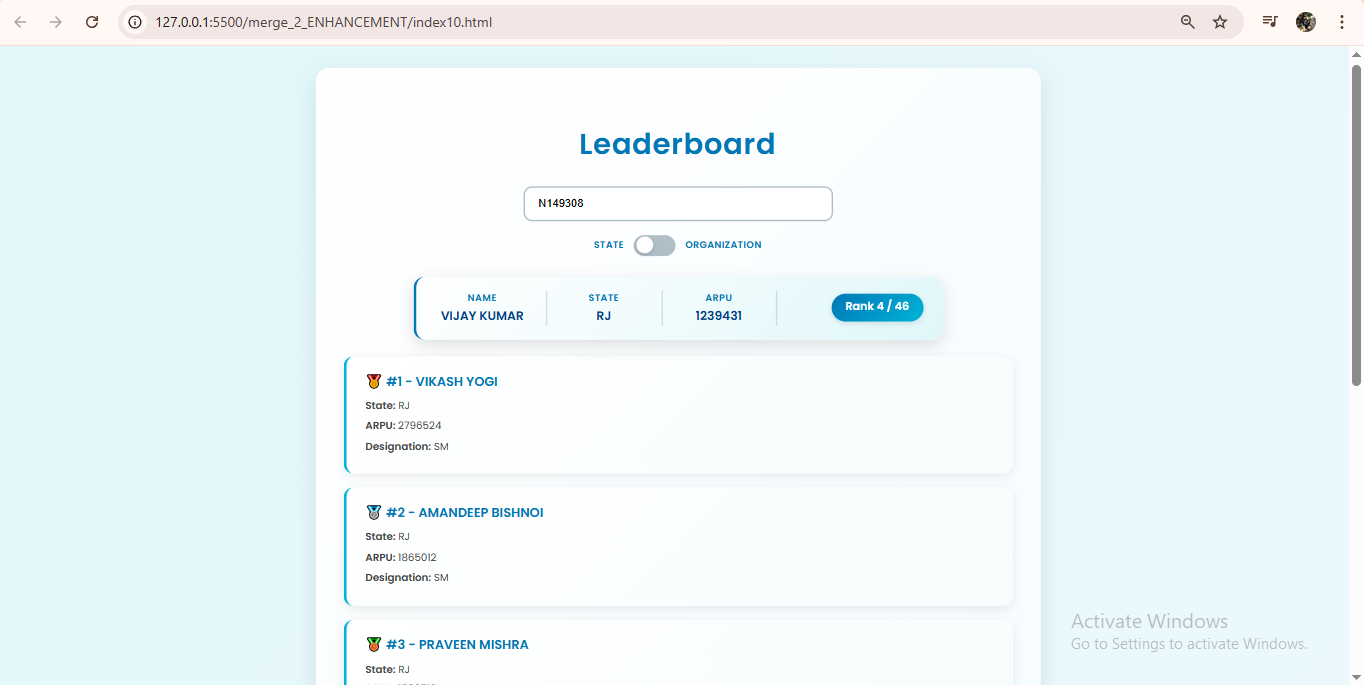 127.0.0.1:5500/merge_2_ENHANCEMENT/index10.html
Leaderboard
N149308
STATE ORGANIZATION
NAME STATE ARPU
VIJAY KUMAR RJ 1239431 Rank 4 / 46
#1 - VIKASH YOGI
State: RJ
ARPU: 2796524
Designation: SM
#2 - AMANDEEP BISHNOI
State: RJ
ARPU: 1865012
Designation: SM
#3 - PRAVEEN MISHRA
State: RJ
Activate Windows
Go to Settings to activate Windows.